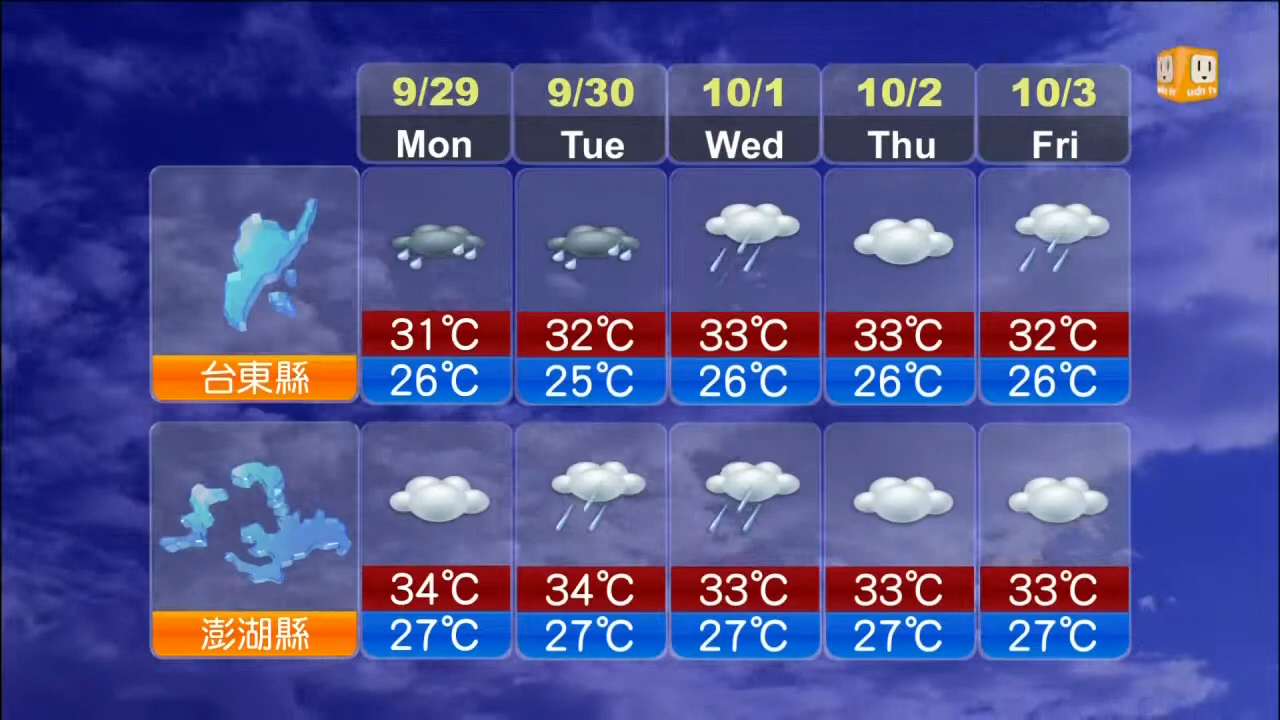 9/29 9/30 10/1 10/2 10/3
Mon Tue Wed Thu Fri
31℃ 32℃ 33℃ 33℃ 32℃
台東縣 26℃ 25℃ 26℃ 26℃ 26℃
34℃ 34℃ 33℃ 33℃ 33℃
澎湖縣 27℃ 27℃ 27℃ 27℃ 27℃
udn tv